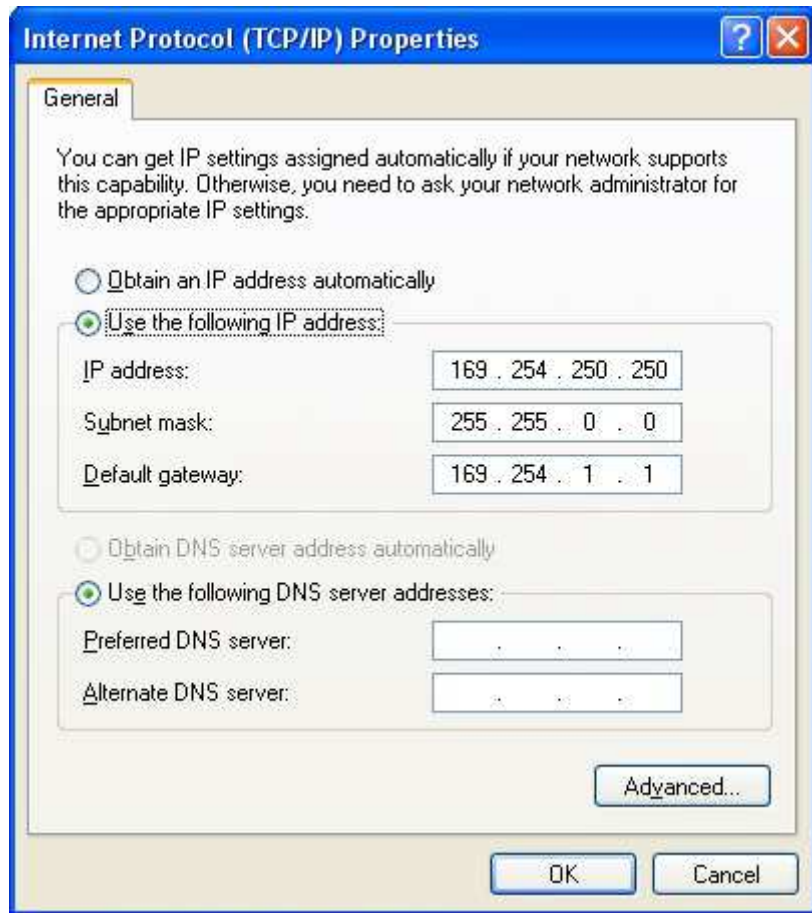 Internet Protocol (TCP/IP) Properties
General
You can get IP settings assigned automatically if your network supports
this capability. Otherwise, you need to ask your network administrator for
the appropriate IP settings.
Obtain an IP address automatically
Use the following IP address:
IP address: 169 . 254 . 250 . 250
Subnet mask: 255 . 255 . 0 . 0
Default gateway: 169 . 254 . 1 . 1
Obtain DNS server address automatically
Use the following DNS server addresses:
Preferred DNS server: . . .
Alternate DNS server: . . .
Advanced...
OK Cancel